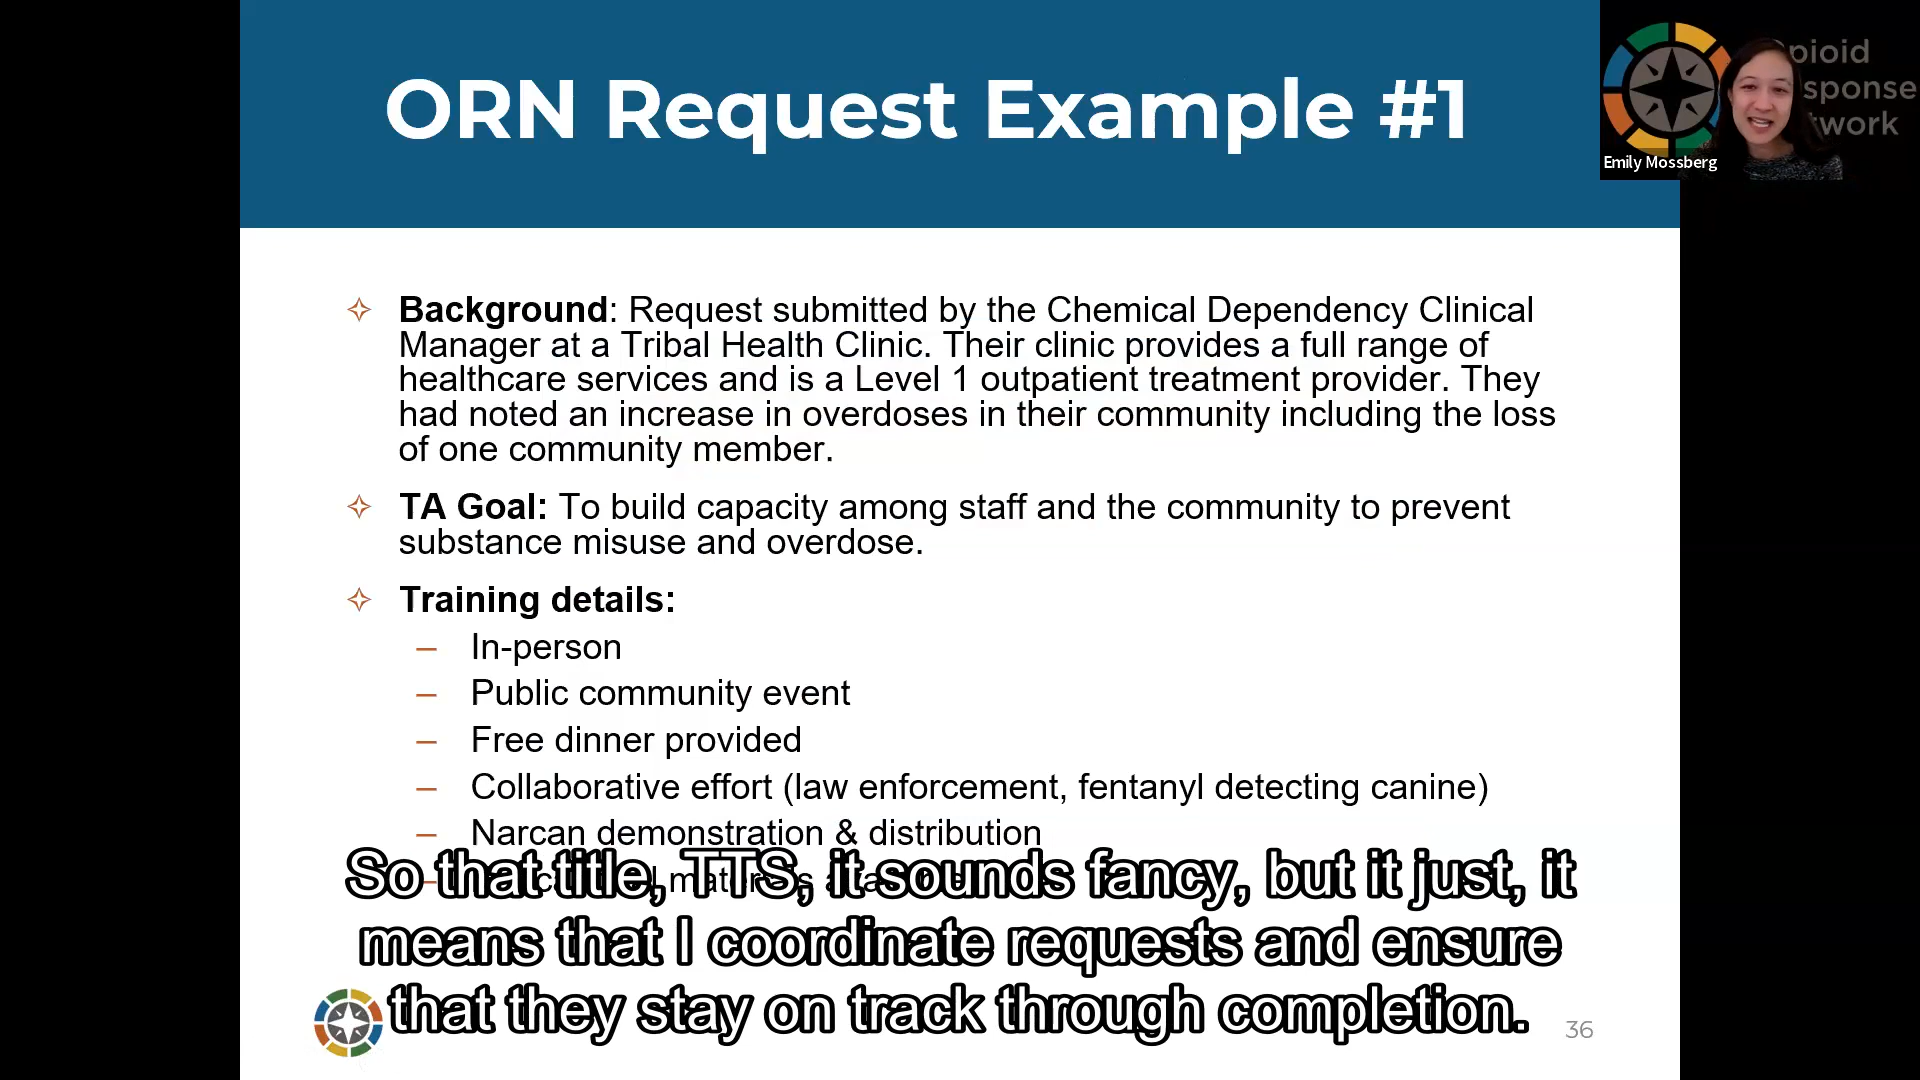 ORN Request Example #1
pioid
sponse
twork
Emily Mossberg
Background: Request submitted by the Chemical Dependency Clinical
Manager at a Tribal Health Clinic. Their clinic provides a full range of
healthcare services and is a Level 1 outpatient treatment provider. They
had noted an increase in overdoses in their community including the loss
of one community member.
TA Goal: To build capacity among staff and the community to prevent
substance misuse and overdose.
Training details:
– In-person
– Public community event
– Free dinner provided
– Collaborative effort (law enforcement, fentanyl detecting canine)
– Narcan demonstration & distribution
So that title, TTS, it sounds fancy, but it just, it
means that I coordinate requests and ensure
that they stay on track through completion.
36